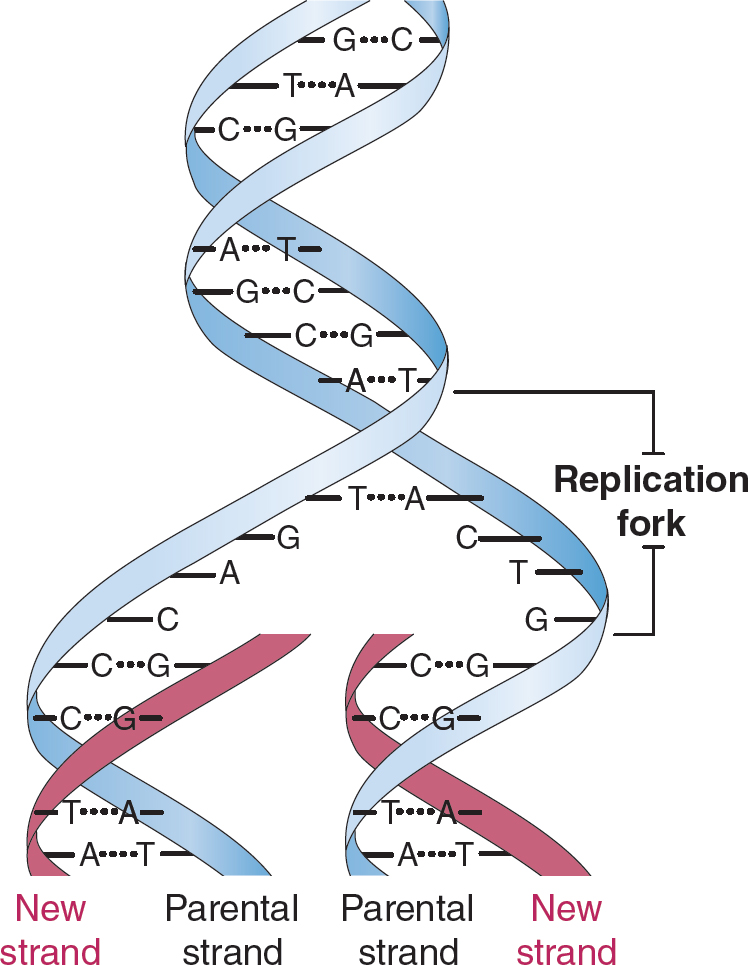 G C
T A
C G
A T
G C
C G
A T
Replication
fork
T A
G C
A T
C G
C G C G
C G C G
T A T A
A T A T
New Parental Parental New
strand strand strand strand